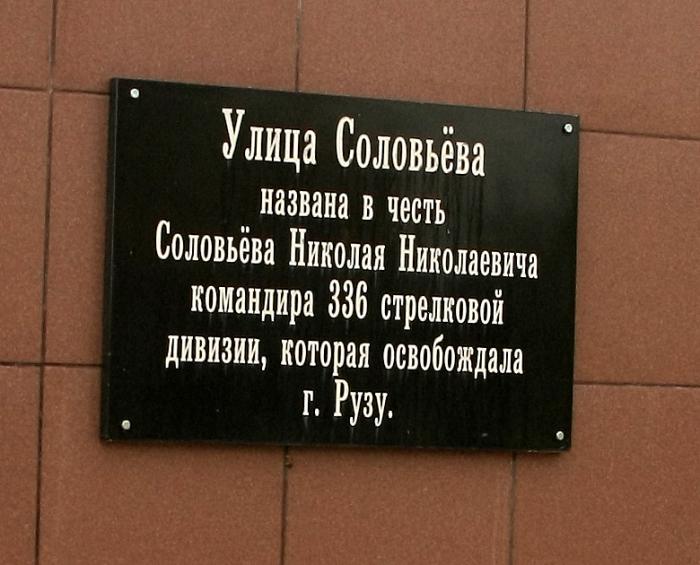 Улица Соловьёва
названа в честь
Соловьёва Николая Николаевича
командира 336 стрелковой
дивизии, которая освобождала
г. Рузу.